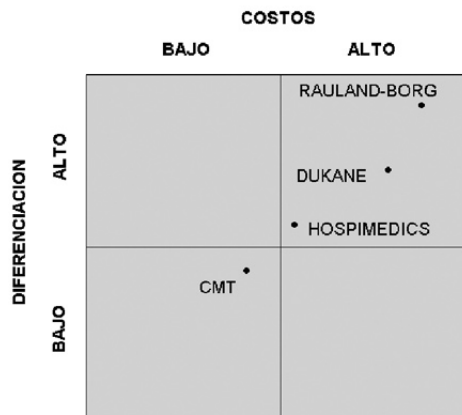 COSTOS
BAJO ALTO
DIFERENCIACION
ALTO
BAJO
RAULAND-BORG
DUKANE
HOSPIMEDICS
CMT